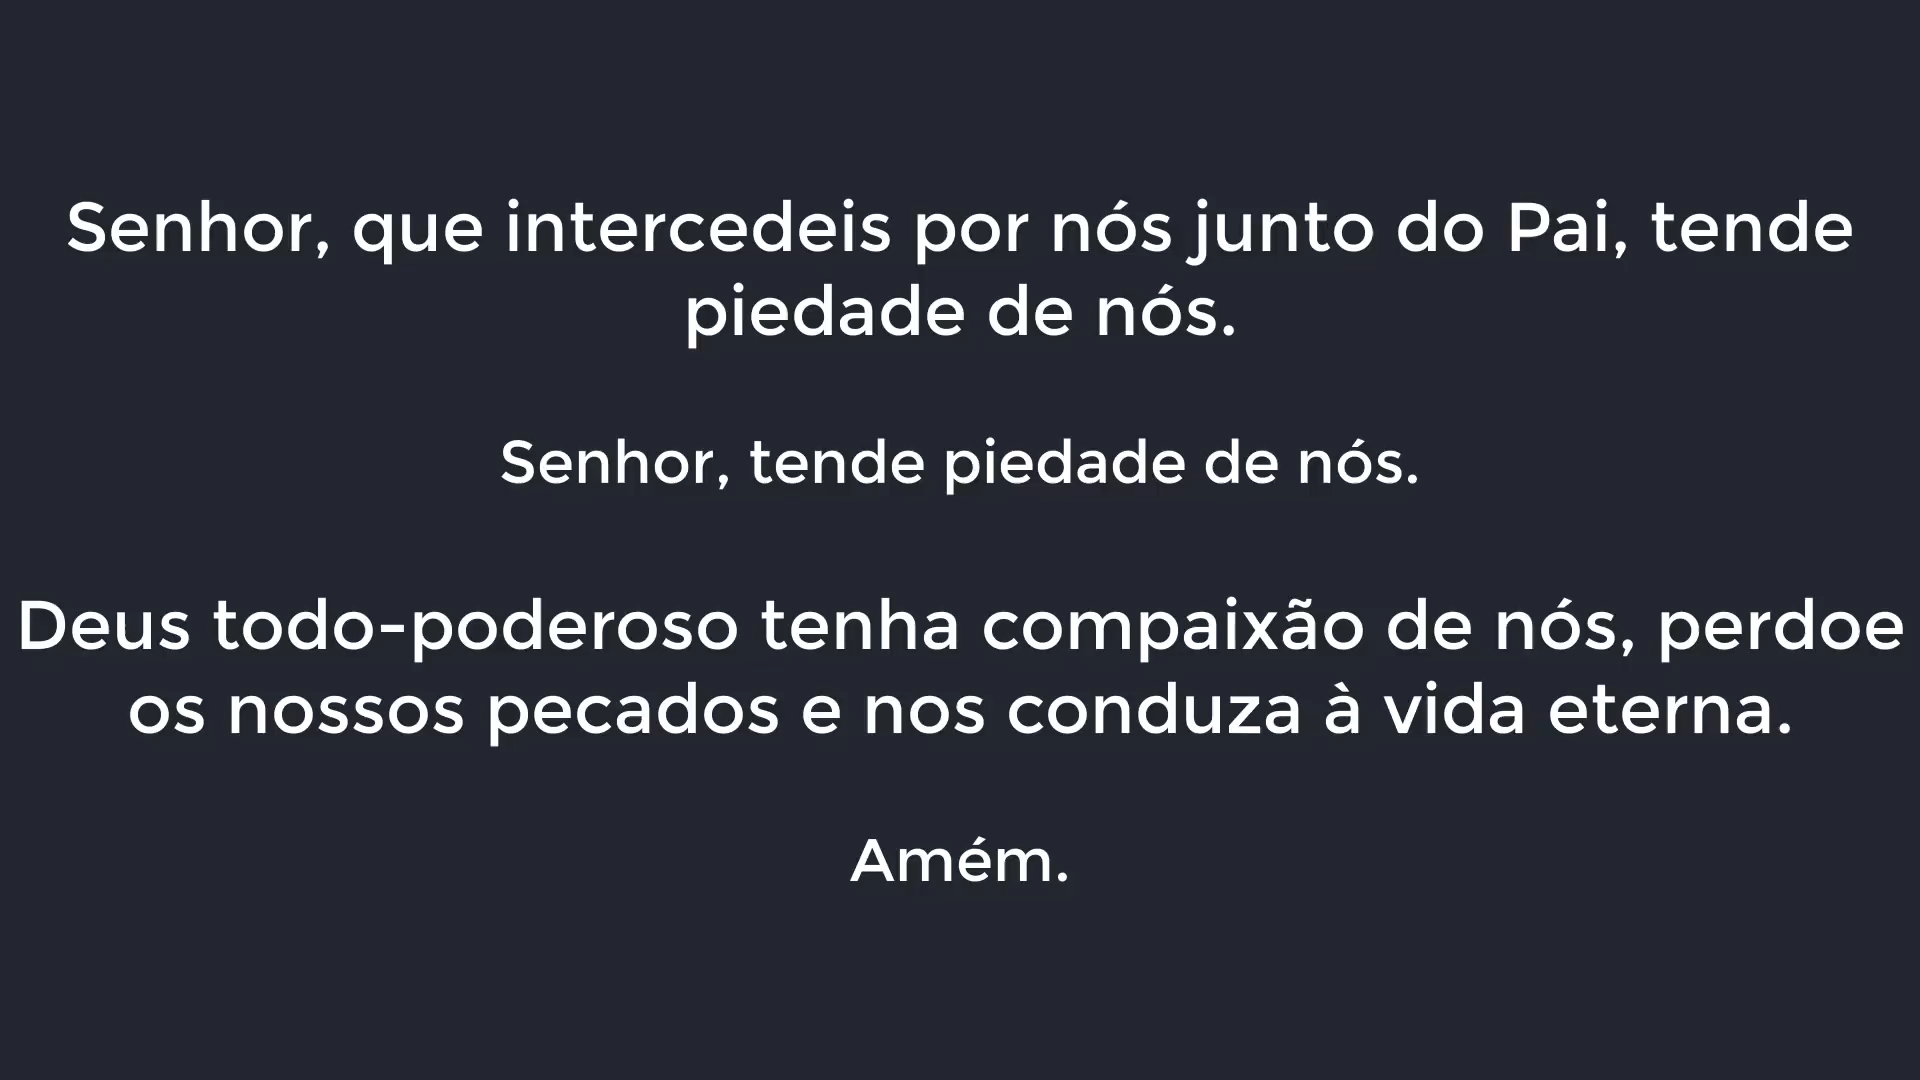 Senhor, que intercedeis por nós junto do Pai, tende
piedade de nós.
Senhor, tende piedade de nós.
Deus todo-poderoso tenha compaixão de nós, perdoe
os nossos pecados e nos conduza à vida eterna.
Amém.